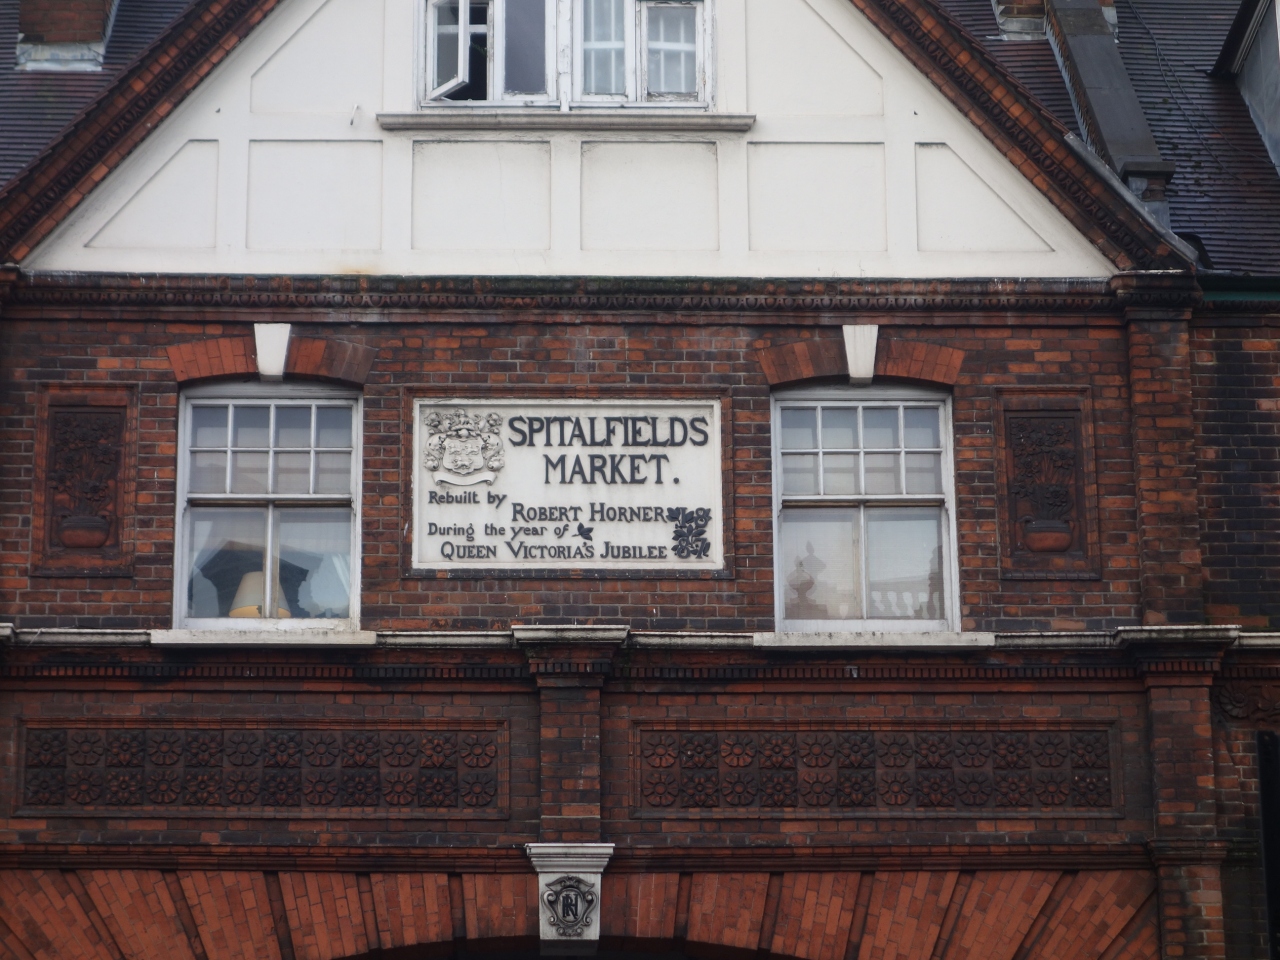 SPITALFIELDS
MARKET.
Rebuilt by
ROBERT HORNER
During the year of
QUEEN VICTORIA'S JUBILEE